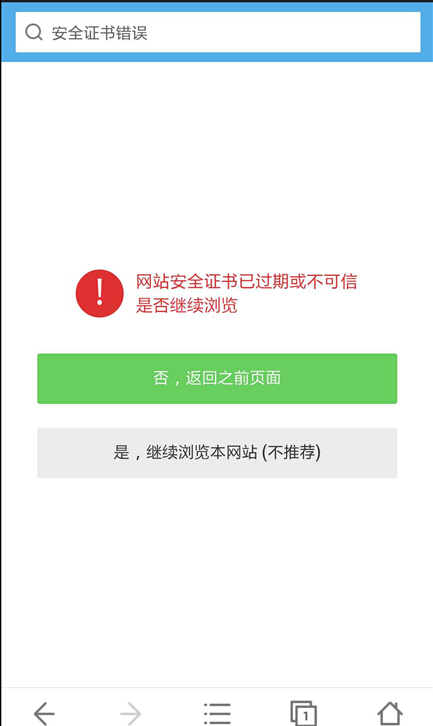 安全证书错误
网站安全证书已过期或不可信
是否继续浏览
否，返回之前页面
是，继续浏览本网站 (不推荐)
1